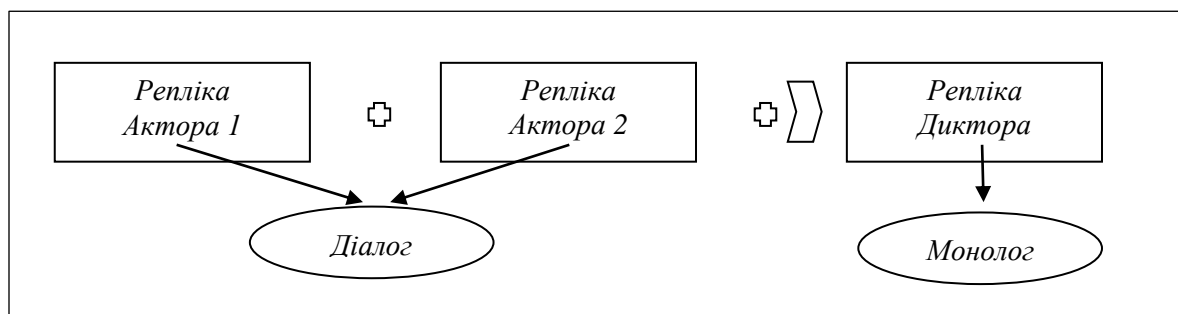 Репліка
Актора 1
Репліка
Актора 2
Репліка
Диктора
Діалог
Монолог